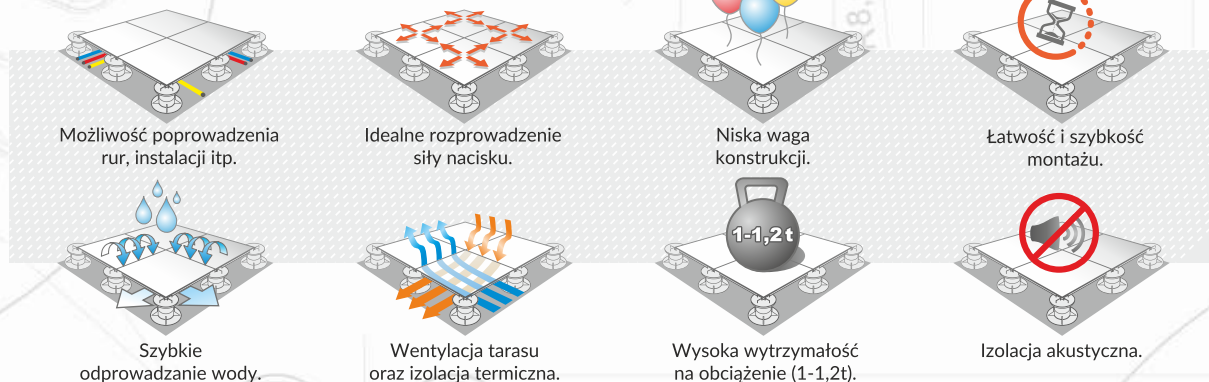 Możliwość poprowadzenia
rur, instalacji itp.
Idealne rozprowadzenie
siły nacisku.
Niska waga
konstrukcji.
Łatwość i szybkość
montażu.
1-1,2 t
Szybkie
odprowadzanie wody.
Wentylacja tarasu
oraz izolacja termiczna.
Wysoka wytrzymałość
na obciążenie (1-1,2t).
Izolacja akustyczna.